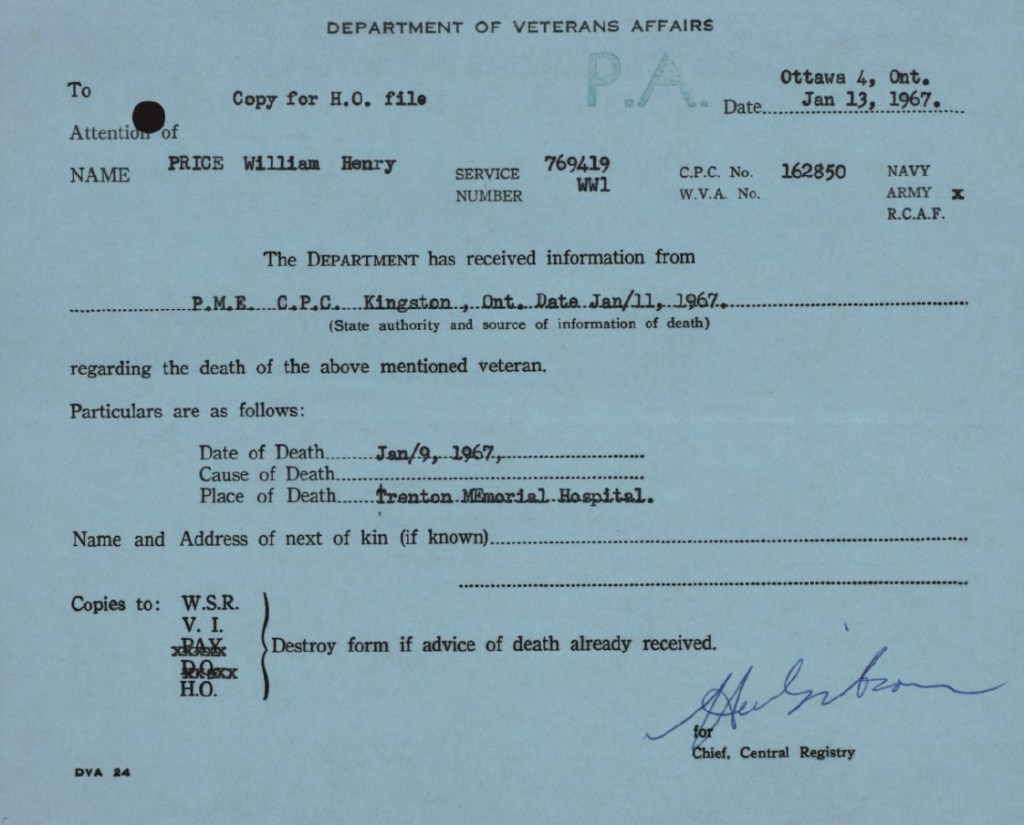 DEPARTMENT OF VETERANS AFFAIRS
P.A.
Ottawa 4, Ont.
To Copy for H.O. file Date Jan 13, 1967.
Attention of
NAME PRICE William Henry SERVICE NUMBER 769419 WW1 C.P.C. No. 162850 W.V.A. No. NAVY
ARMY x
R.C.A.F.
The DEPARTMENT has received information from
P.M.E. C.P.C. Kingston, Ont. Date Jan/11, 1967.
(State authority and source of information of death)
regarding the death of the above mentioned veteran.
Particulars are as follows:
Date of Death Jan/9, 1967,
Cause of Death
Place of Death Trenton MEmorial Hospital.
Name and Address of next of kin (if known)
Copies to: W.S.R.
V. I.
PAY
D.O.
H.O.
Destroy form if advice of death already received.
for
Chief, Central Registry
DVA 24